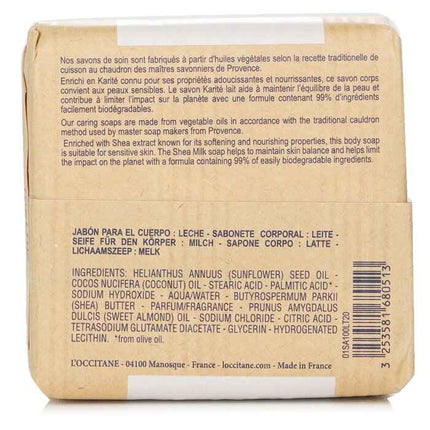 Nos savons de soin sont fabriqués à partir d'huiles végétales selon la recette traditionnelle de
cuisson au chaudron des maîtres savonniers de Provence.
Enrichi en Karité connu pour ses propriétés adoucissantes et nourrissantes, ce savon corps
convient aux peaux sensibles. Le savon Karité lait aide à maintenir l'équilibre de la peau et
contribue à limiter l'impact sur la planète avec une formule contenant 99% d'ingrédients
facilement biodégradables.
Our caring soaps are made from vegetable oils in accordance with the traditional cauldron
method used by master soap makers from Provence.
Enriched with Shea extract known for its softening and nourishing properties, this body soap
is suitable for sensitive skin. The Shea Milk soap helps to maintain skin balance and helps limit
the impact on the planet with a formula containing 99% of easily biodegradable ingredients.
JABÓN PARA EL CUERPO : LECHE - SABONETE CORPORAL : LEITE -
SEIFE FÜR DEN KÖRPER : MILCH - SAPONE CORPO : LATTE -
LICHAAMSZEEP : MELK
INGREDIENTS: HELIANTHUS ANNUUS (SUNFLOWER) SEED OIL -
COCOS NUCIFERA (COCONUT) OIL - STEARIC ACID - PALMITIC ACID* -
SODIUM HYDROXIDE - AQUA/WATER - BUTYROSPERMUM PARKII
(SHEA) BUTTER - PARFUM/FRAGRANCE - PRUNUS AMYGDALUS
DULCIS (SWEET ALMOND) OIL - SODIUM CHLORIDE - CITRIC ACID -
TETRASODIUM GLUTAMATE DIACETATE - GLYCERIN - HYDROGENATED
LECITHIN. *from olive oil.
L'OCCITANE - 04100 Manosque - France - loccitane.com - Made in France
01SA100LT20
3 253581 680513